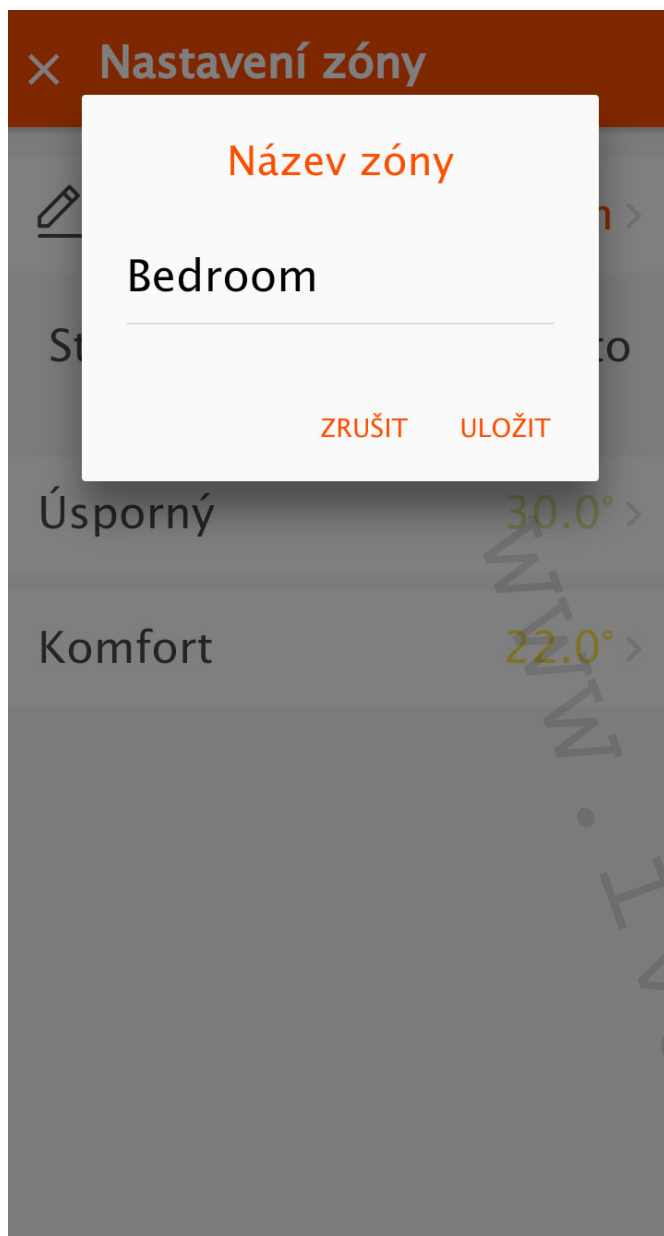 Nastavení zóny
Název zóny
Bedroom
ZRUŠIT ULOŽIT
Úsporný 30.0°
Komfort 22.0°